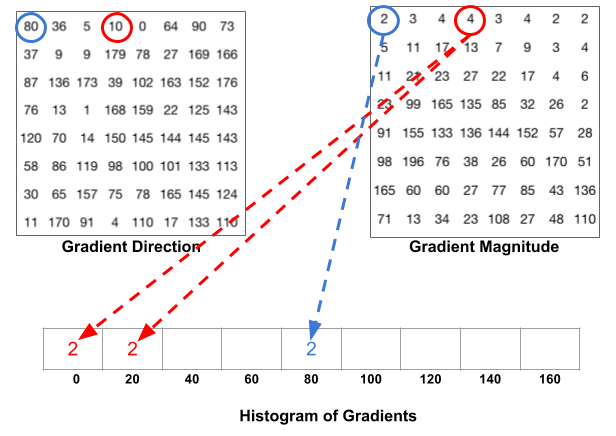 80 36 5 10 0 64 90 73
37 9 9 179 78 27 169 166
87 136 173 39 102 163 152 176
76 13 1 168 159 22 125 143
120 70 14 150 145 144 145 143
58 86 119 98 100 101 133 113
30 65 157 75 78 165 145 124
11 170 91 4 110 17 133 110
Gradient Direction
2 3 4 4 3 4 2 2
5 11 17 13 7 9 3 4
11 21 23 27 22 17 4 6
23 99 165 135 85 32 26 2
91 155 133 136 144 152 57 28
98 196 76 38 26 60 170 51
165 60 60 27 77 85 43 136
71 13 34 23 108 27 48 110
Gradient Magnitude
2 2 2
0 20 40 60 80 100 120 140 160
Histogram of Gradients